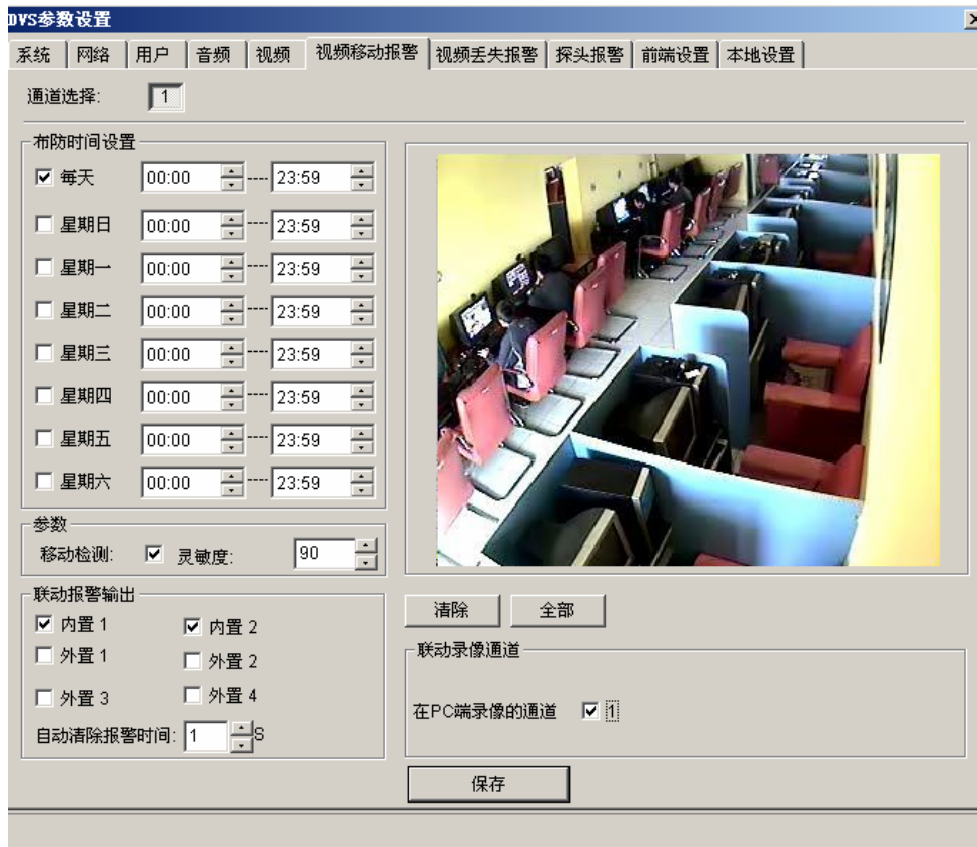 DVS参数设置
系统 网络 用户 音频 视频 视频移动报警 视频丢失报警 探头报警 前端设置 本地设置
通道选择: 1
布防时间设置
每天 00:00 ---- 23:59
星期日 00:00 ---- 23:59
星期一 00:00 ---- 23:59
星期二 00:00 ---- 23:59
星期三 00:00 ---- 23:59
星期四 00:00 ---- 23:59
星期五 00:00 ---- 23:59
星期六 00:00 ---- 23:59
参数
移动检测: 灵敏度: 90
联动报警输出
内置 1 内置 2
外置 1 外置 2
外置 3 外置 4
自动清除报警时间: 1 S
清除 全部
联动录像通道
在PC端录像的通道 1
保存